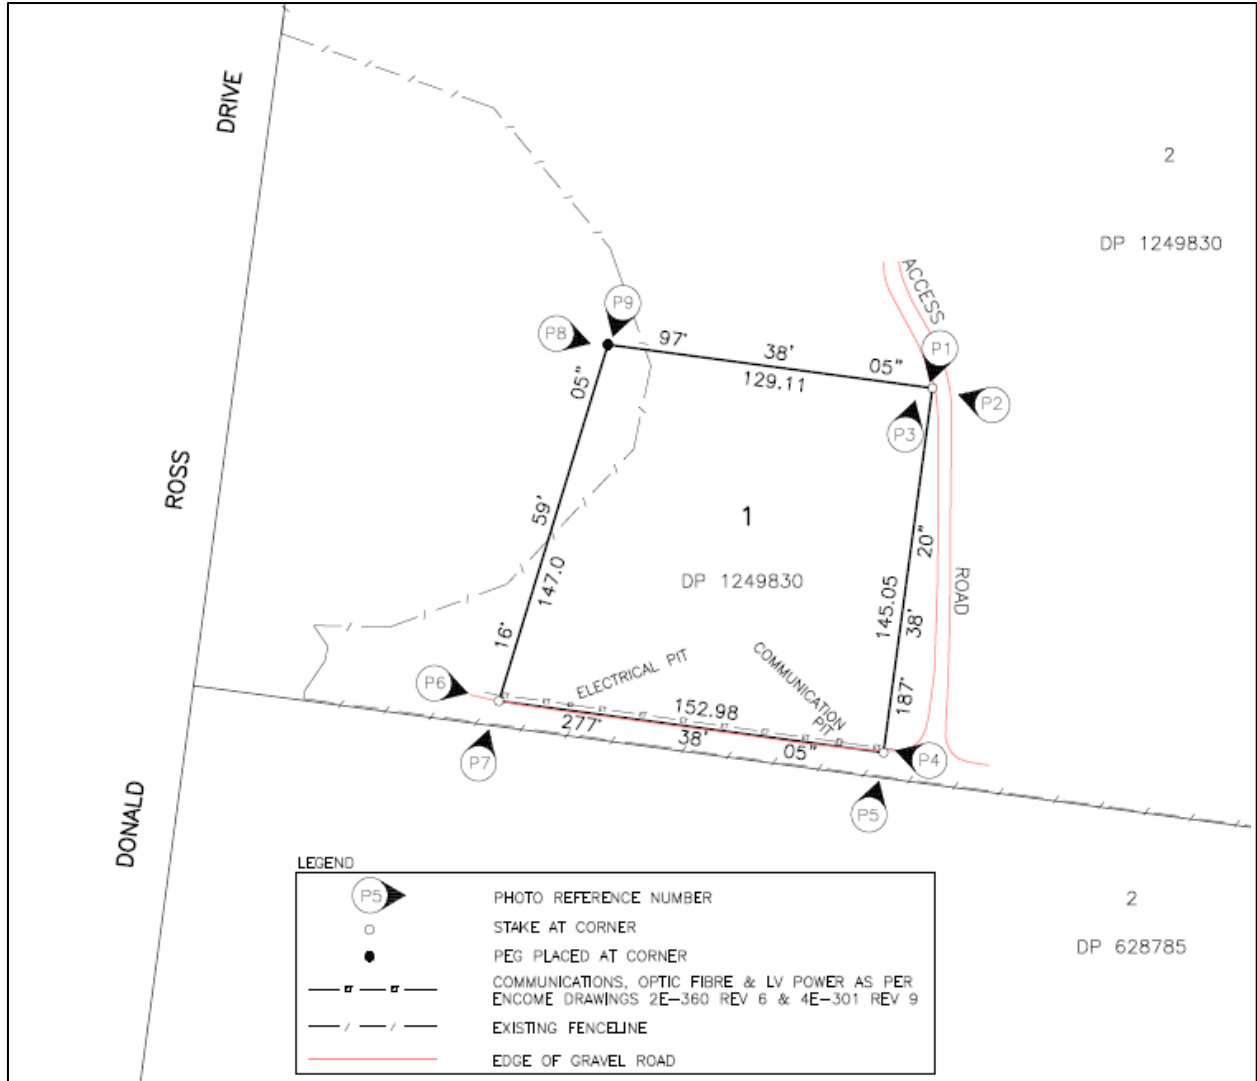 DRIVE
2
DP 1249830
ACCESS
P9
P8
P1
97'
38'
05"
129.11
P2
05"
P3
ROSS
59'
1
20"
147.0
DP 1249830
ROAD
145.05
38'
16'
ELECTRICAL PIT
COMMUNICATION
PIT
P6
187'
152.98
277'
38'
05"
P7
P4
DONALD
P5
LEGEND
P5 PHOTO REFERENCE NUMBER
STAKE AT CORNER
PEG PLACED AT CORNER
COMMUNICATIONS, OPTIC FIBRE & LV POWER AS PER
ENCOME DRAWINGS 2E-360 REV 6 & 4E-301 REV 9
EXISTING FENCELINE
EDGE OF GRAVEL ROAD
2
DP 628785